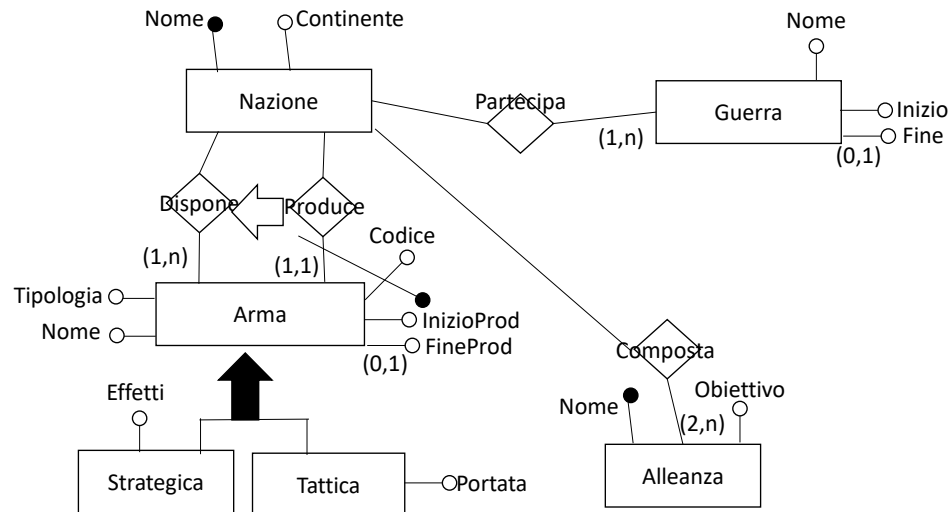 Nome
Continente
Nome
Nazione
Partecipa
Guerra
Inizio
Fine
(1,n)
(0,1)
Dispone
Produce
Codice
(1,n)
(1,1)
Tipologia
Arma
InizioProd
Nome
FineProd
(0,1)
Composta
Effetti
Obiettivo
Nome
(2,n)
Strategica
Tattica
Portata
Alleanza